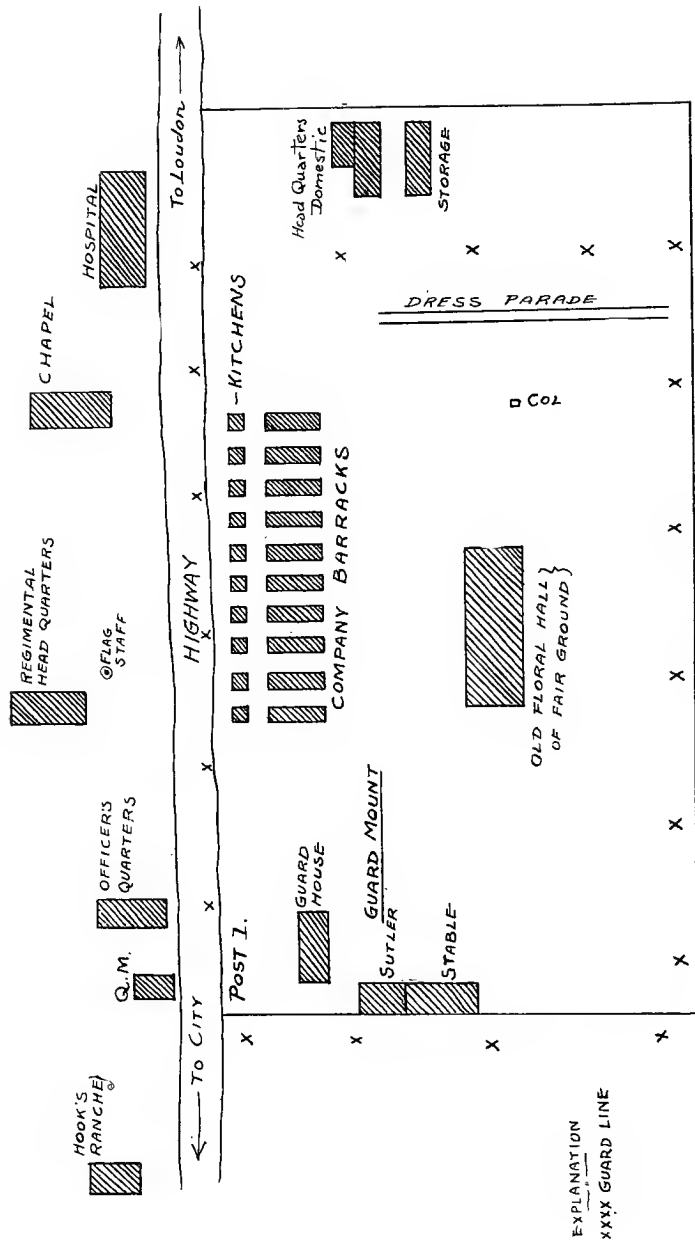 HOOK'S
RANCHE
Q.M.
OFFICERS
QUARTERS
REGIMENTAL
HEAD QUARTERS
FLAG
STAFF
CHAPEL
HOSPITAL
← TO CITY
HIGHWAY
To Loudon →
POST 1.
KITCHENS
COMPANY BARRACKS
GUARD
HOUSE
GUARD MOUNT
SUTLER
STABLE
Head Quarters
Domestic
STORAGE
DRESS PARADE
COL
OLD FLORAL HALL
OF FAIR GROUND
EXPLANATION
XXXX GUARD LINE